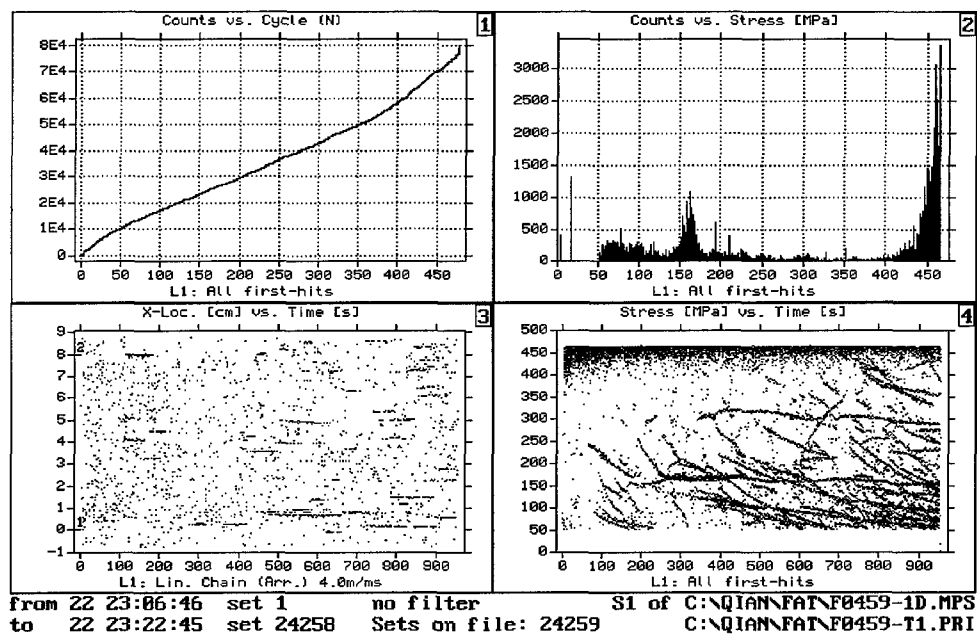 Counts vs. Cycle [N]
1
8E4
7E4
6E4
5E4
4E4
3E4
2E4
1E4
0
0 50 100 150 200 250 300 350 400 450
L1: All first-hits
Counts vs. Stress [MPa]
2
3000
2500
2000
1500
1000
500
0
0 50 100 150 200 250 300 350 400 450
L1: All first-hits
X-Loc. [cm] vs. Time [s]
3
9
8
7
6
5
4
3
2
1
0
-1
2
1
0 100 200 300 400 500 600 700 800 900
L1: Lin. Chain (Arr.) 4.0m/ms
Stress [MPa] vs. Time [s]
4
500
450
400
350
300
250
200
150
100
50
0
0 100 200 300 400 500 600 700 800 900
L1: All first-hits
from 22 23:06:46 set 1 no filter S1 of C:\QIAN\FAT\F0459-1D.MPS
to 22 23:22:45 set 24258 Sets on file: 24259 C:\QIAN\FAT\F0459-T1.PRI